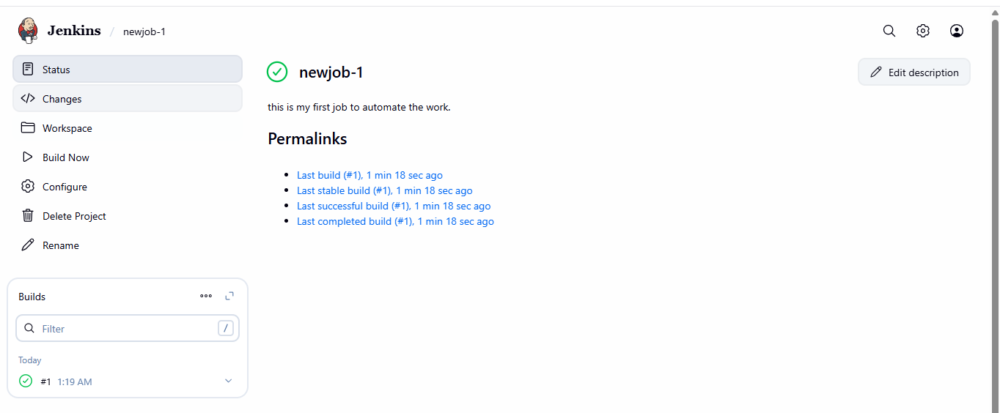 Jenkins / newjob-1
Status
Changes
Workspace
Build Now
Configure
Delete Project
Rename
Builds
Filter /
Today
#1 1:19 AM
newjob-1
Edit description
this is my first job to automate the work.
Permalinks
Last build (#1), 1 min 18 sec ago
Last stable build (#1), 1 min 18 sec ago
Last successful build (#1), 1 min 18 sec ago
Last completed build (#1), 1 min 18 sec ago